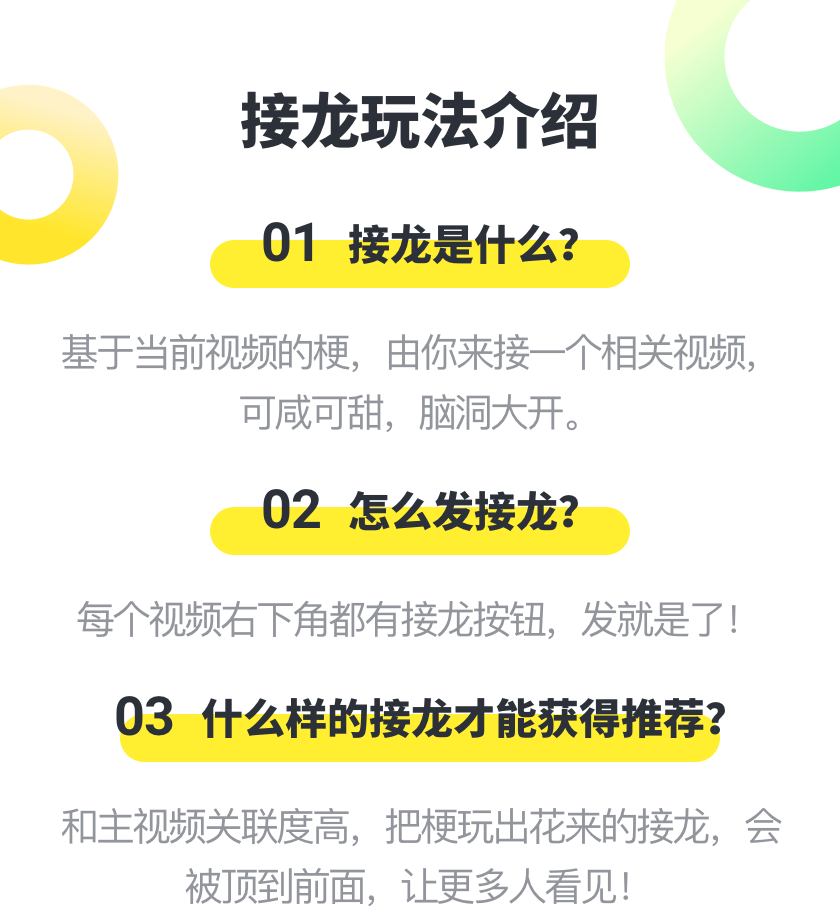 接龙玩法介绍
01 接龙是什么？
基于当前视频的梗，由你来接一个相关视频，
可咸可甜，脑洞大开。
02 怎么发接龙？
每个视频右下角都有接龙按钮，发就是了！
03 什么样的接龙才能获得推荐？
和主视频关联度高，把梗玩出花来的接龙，会
被顶到前面，让更多人看见！